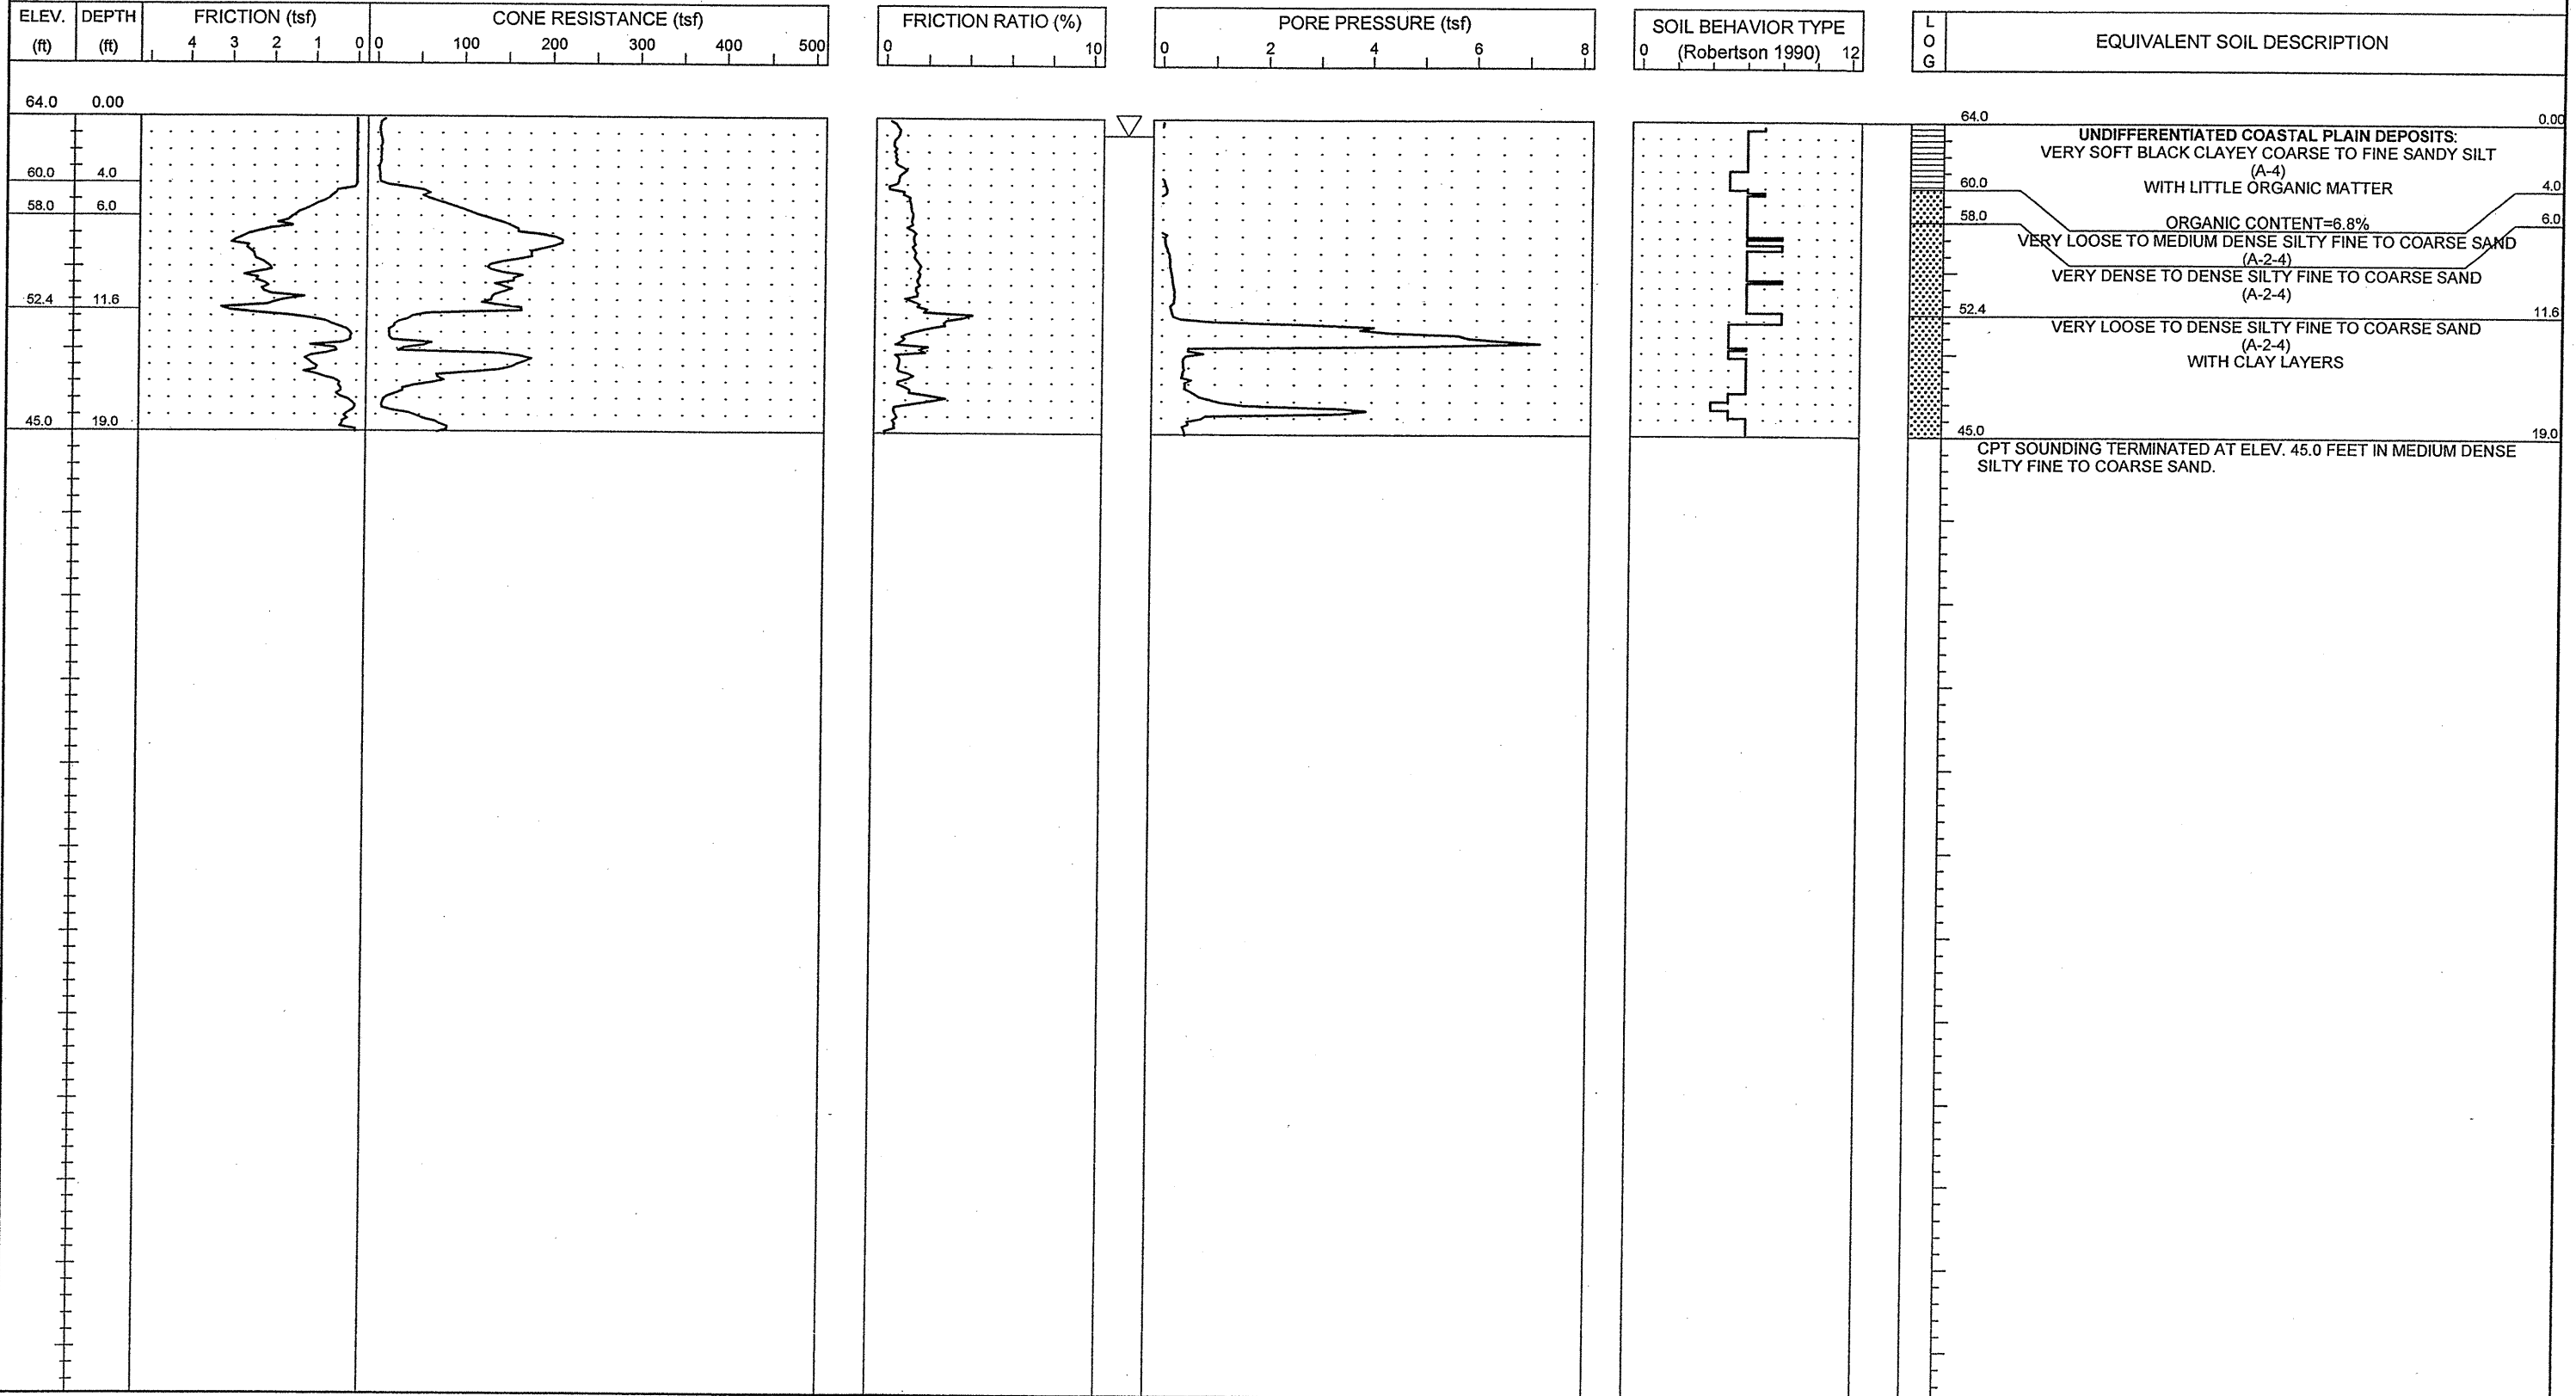 ELEV. DEPTH FRICTION (tsf) CONE RESISTANCE (tsf) FRICTION RATIO (%) PORE PRESSURE (tsf) SOIL BEHAVIOR TYPE L
(ft) (ft) 4 3 2 1 0 0 100 200 300 400 500 0 10 0 2 4 6 8 0 (Robertson 1990) 12 O EQUIVALENT SOIL DESCRIPTION
G
64.0 0.00
60.0 4.0
58.0 6.0
52.4 11.6
45.0 19.0
64.0 0.00
UNDIFFERENTIATED COASTAL PLAIN DEPOSITS:
VERY SOFT BLACK CLAYEY COARSE TO FINE SANDY SILT
(A-4)
60.0 WITH LITTLE ORGANIC MATTER 4.0
58.0 ORGANIC CONTENT=6.8% 6.0
VERY LOOSE TO MEDIUM DENSE SILTY FINE TO COARSE SAND
(A-2-4)
VERY DENSE TO DENSE SILTY FINE TO COARSE SAND
(A-2-4)
52.4 11.6
VERY LOOSE TO DENSE SILTY FINE TO COARSE SAND
(A-2-4)
WITH CLAY LAYERS
45.0 19.0
CPT SOUNDING TERMINATED AT ELEV. 45.0 FEET IN MEDIUM DENSE
SILTY FINE TO COARSE SAND.